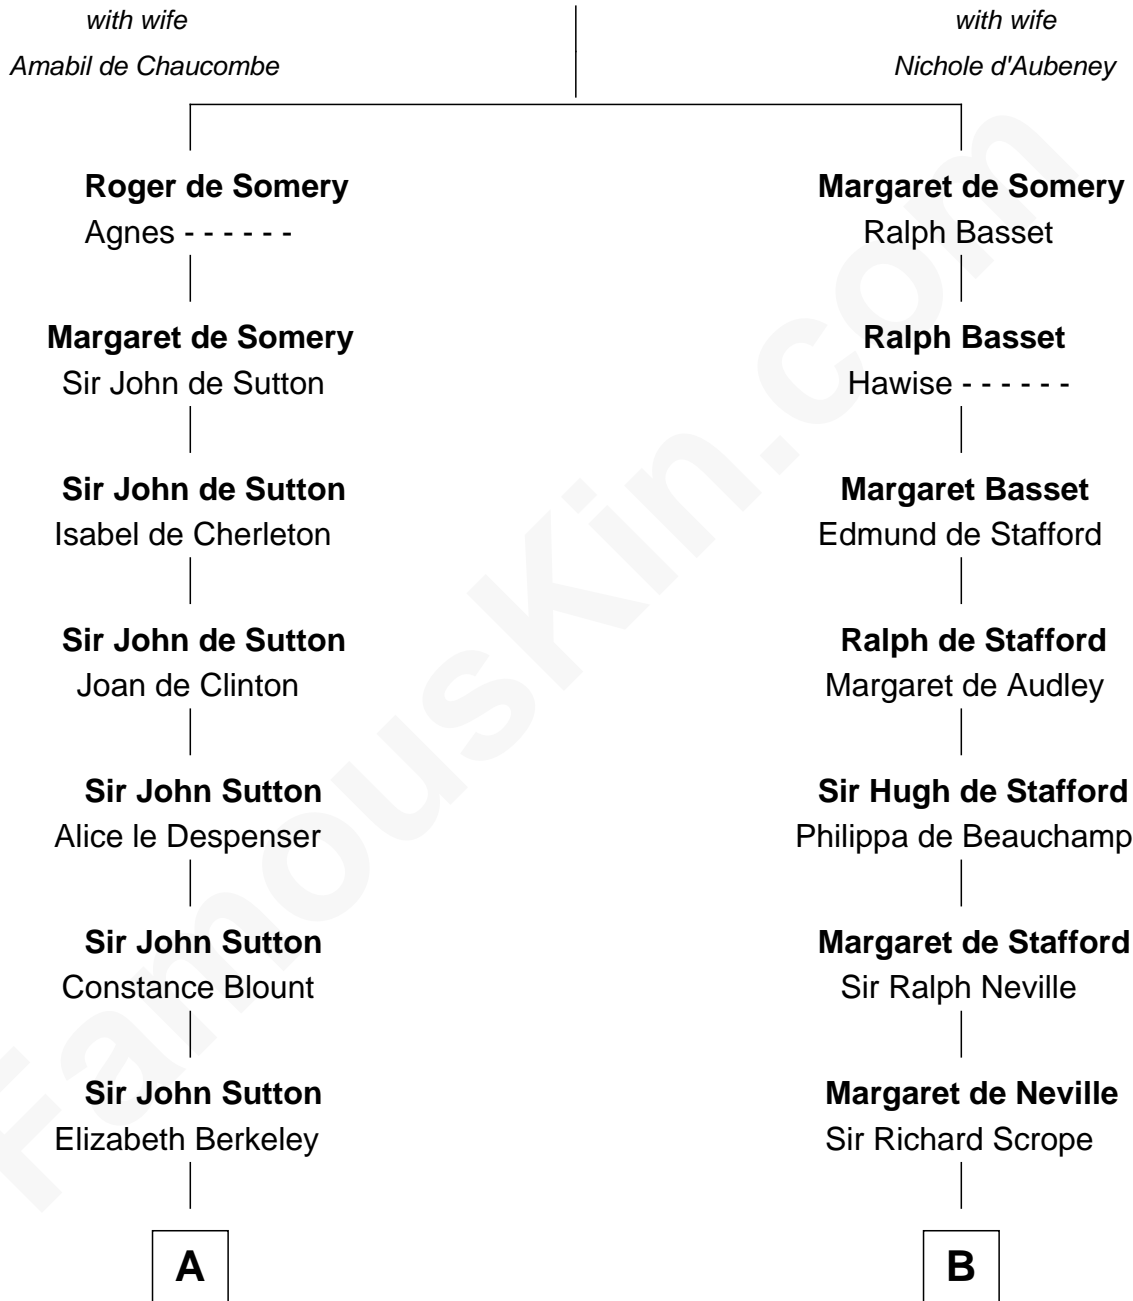 with wife
Amabil de Chaucombe
with wife
Nichole d'Aubeney
Roger de Somery
Agnes - - - - - -
Margaret de Somery
Ralph Basset
Margaret de Somery
Sir John de Sutton
Ralph Basset
Hawise - - - - - -
Sir John de Sutton
Isabel de Cherleton
Margaret Basset
Edmund de Stafford
Sir John de Sutton
Joan de Clinton
Ralph de Stafford
Margaret de Audley
Sir John Sutton
Alice le Despenser
Sir Hugh de Stafford
Philippa de Beauchamp
Sir John Sutton
Constance Blount
Margaret de Stafford
Sir Ralph Neville
Sir John Sutton
Elizabeth Berkeley
Margaret de Neville
Sir Richard Scrope
A
B
FamousKin.com